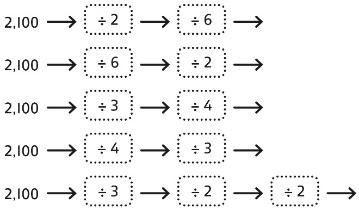 2,100 → ÷ 2 → ÷ 6 →
2,100 → ÷ 6 → ÷ 2 →
2,100 → ÷ 3 → ÷ 4 →
2,100 → ÷ 4 → ÷ 3 →
2,100 → ÷ 3 → ÷ 2 → ÷ 2 →